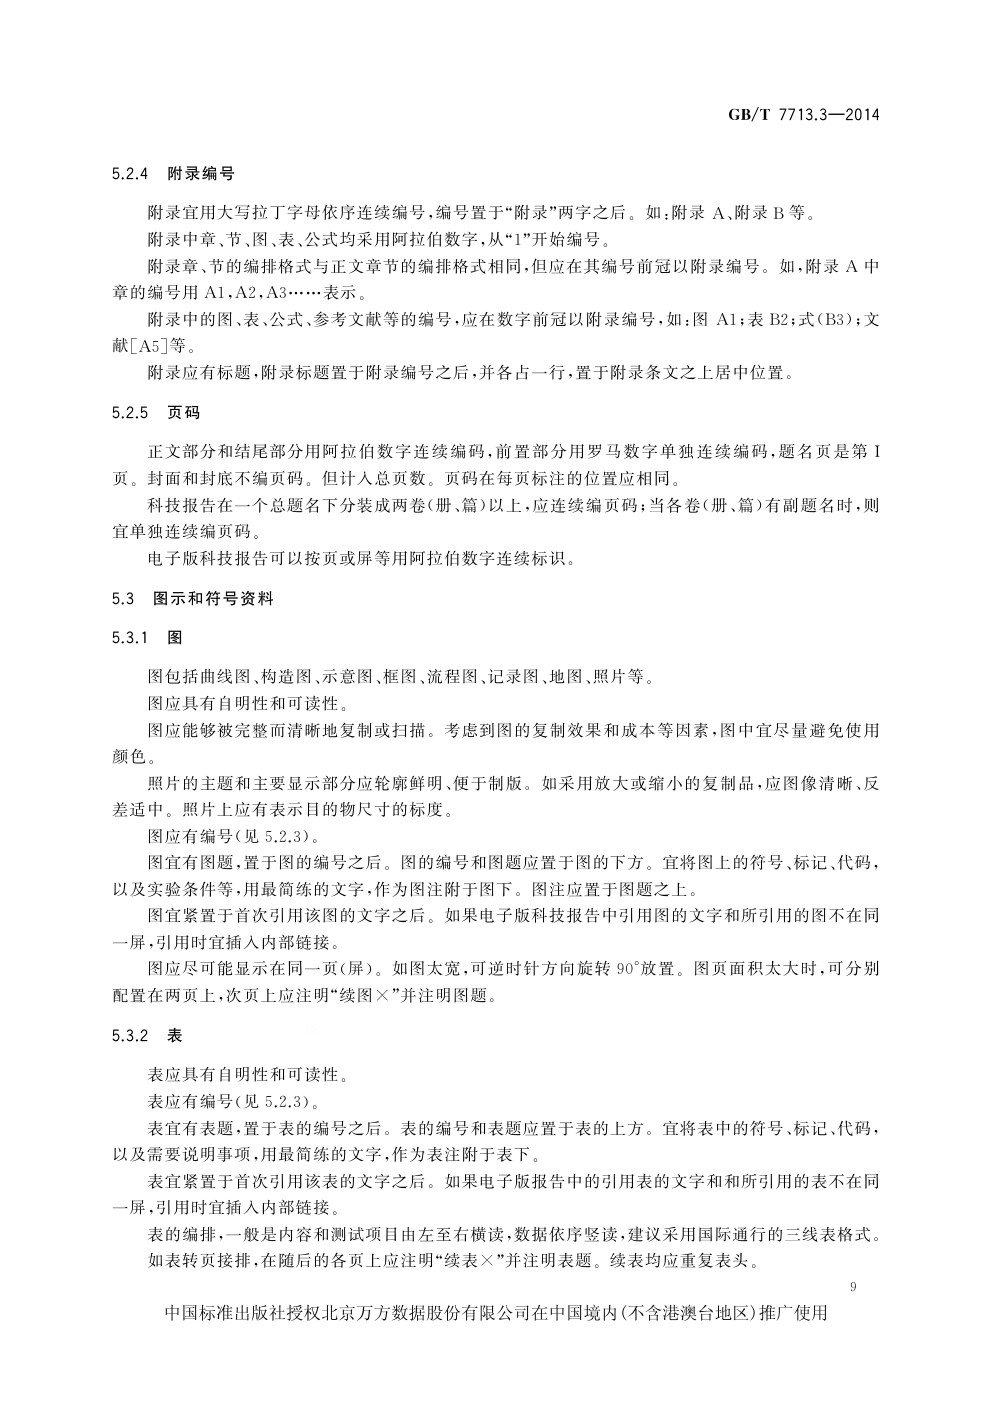 GB/T 7713.3—2014
5.2.4 附录编号
附录宜用大写拉丁字母依序连续编号,编号置于“附录”两字之后。如:附录 A、附录 B 等。
附录中章、节、图、表、公式均采用阿拉伯数字,从“1”开始编号。
附录章、节的编排格式与正文章节的编排格式相同,但应在其编号前冠以附录编号。如,附录 A 中
章的编号用 A1,A2,A3……表示。
附录中的图、表、公式、参考文献等的编号,应在数字前冠以附录编号,如:图 A1;表 B2;式(B3);文
献[A5]等。
附录应有标题,附录标题置于附录编号之后,并各占一行,置于附录条文之上居中位置。
5.2.5 页码
正文部分和结尾部分用阿拉伯数字连续编码,前置部分用罗马数字单独连续编码,题名页是第 I
页。封面和封底不编页码。但计入总页数。页码在每页标注的位置应相同。
科技报告在一个总题名下分装成两卷(册、篇)以上,应连续编页码;当各卷(册、篇)有副题名时,则
宜单独连续编页码。
电子版科技报告可以按页或屏等用阿拉伯数字连续标识。
5.3 图示和符号资料
5.3.1 图
图包括曲线图、构造图、示意图、框图、流程图、记录图、地图、照片等。
图应具有自明性和可读性。
图应能够被完整而清晰地复制或扫描。考虑到图的复制效果和成本等因素,图中宜尽量避免使用
颜色。
照片的主题和主要显示部分应轮廓鲜明、便于制版。如采用放大或缩小的复制品,应图像清晰、反
差适中。照片上应有表示目的物尺寸的标度。
图应有编号(见 5.2.3)。
图宜有图题,置于图的编号之后。图的编号和图题应置于图的下方。宜将图上的符号、标记、代码,
以及实验条件等,用最简练的文字,作为图注附于图下。图注应置于图题之上。
图宜紧置于首次引用该图的文字之后。如果电子版科技报告中引用图的文字和所引用的图不在同
一屏,引用时宜插入内部链接。
图应尽可能显示在同一页(屏)。如图太宽,可逆时针方向旋转 90°放置。图页面积太大时,可分别
配置在两页上,次页上应注明“续图×”并注明图题。
5.3.2 表
表应具有自明性和可读性。
表应有编号(见 5.2.3)。
表宜有表题,置于表的编号之后。表的编号和表题应置于表的上方。宜将表中的符号、标记、代码,
以及需要说明事项,用最简练的文字,作为表注附于表下。
表宜紧置于首次引用该表的文字之后。如果电子版报告中的引用表的文字和和所引用的表不在同
一屏,引用时宜插入内部链接。
表的编排,一般是内容和测试项目由左至右横读,数据依序竖读,建议采用国际通行的三线表格式。
如表转页接排,在随后的各页上应注明“续表×”并注明表题。续表均应重复表头。
9
中国标准出版社授权北京万方数据股份有限公司在中国境内(不含港澳台地区)推广使用